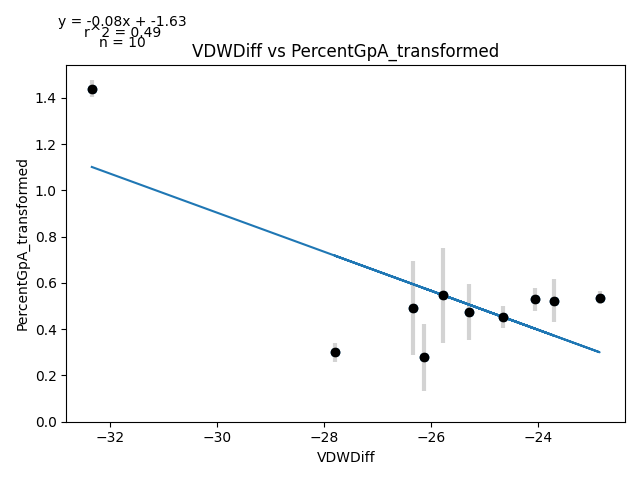 y = -0.08x + -1.63
r^2 = 0.49
n = 10
VDWDiff vs PercentGpA_transformed
PercentGpA_transformed
1.4
1.2
1.0
0.8
0.6
0.4
0.2
0.0
−32 −30 −28 −26 −24
VDWDiff